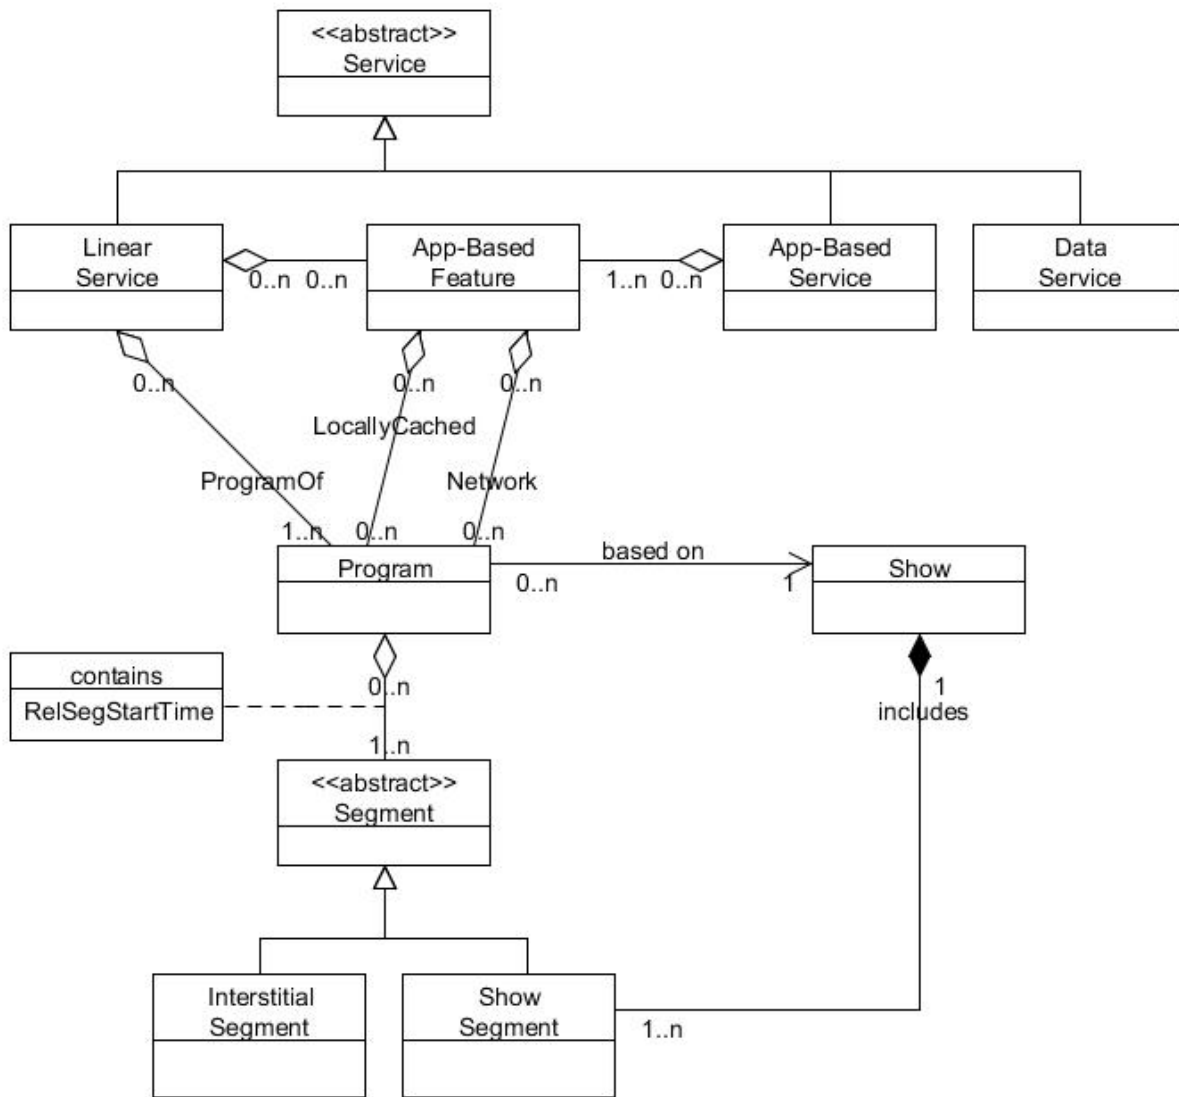 <<abstract>>
Service
Linear
Service
App-Based
Feature
App-Based
Service
Data
Service
0..n 0..n
1..n 0..n
0..n
0..n
0..n
LocallyCached
ProgramOf
Network
1..n
0..n
0..n
Program
based on
0..n
1
Show
contains
RelSegStartTime
0..n
1..n
1
includes
<<abstract>>
Segment
Interstitial
Segment
Show
Segment
1..n